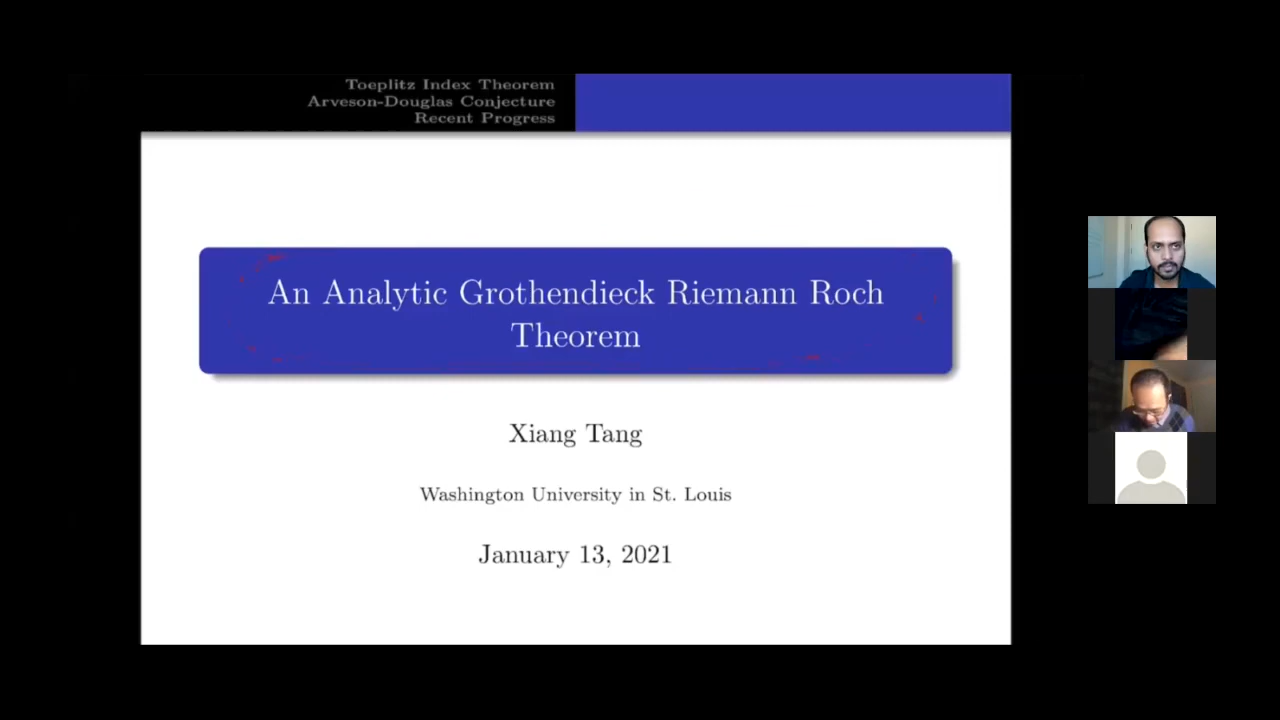 Toeplitz Index Theorem
Arveson-Douglas Conjecture
Recent Progress
An Analytic Grothendieck Riemann Roch
Theorem
Xiang Tang
Washington University in St. Louis
January 13, 2021